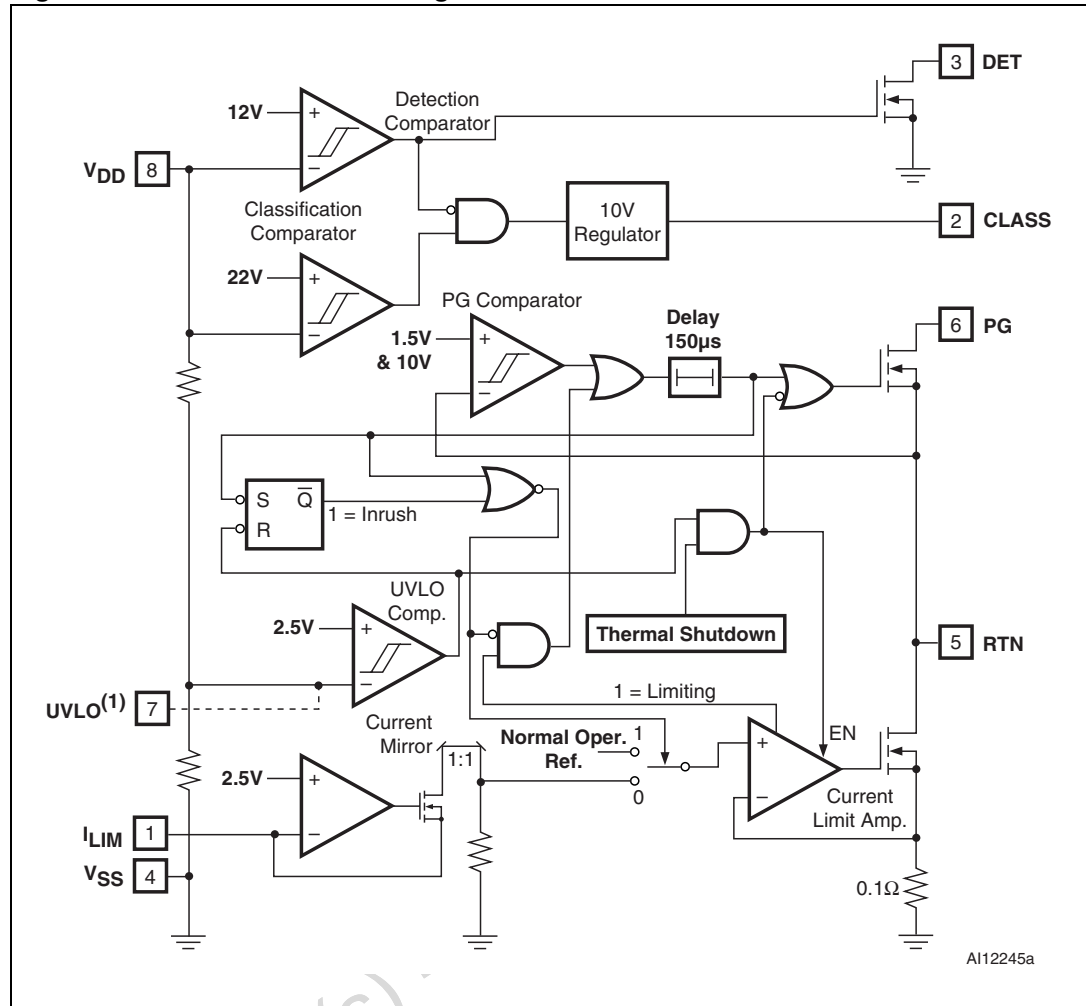 3 DET
Detection
Comparator
12V
+
−
VDD 8
Classification
Comparator
10V
Regulator
2 CLASS
22V
+
−
PG Comparator
Delay
150µs
6 PG
1.5V
& 10V
+
−
S Q̅
R
1 = Inrush
UVLO
Comp.
2.5V
+
−
Thermal Shutdown
5 RTN
UVLO(1) 7
1 = Limiting
Current
Mirror
1:1
Normal Oper.
Ref.
1
0
EN
+
−
Current
Limit Amp.
2.5V
+
−
ILIM 1
VSS 4
0.1Ω
AI12245a